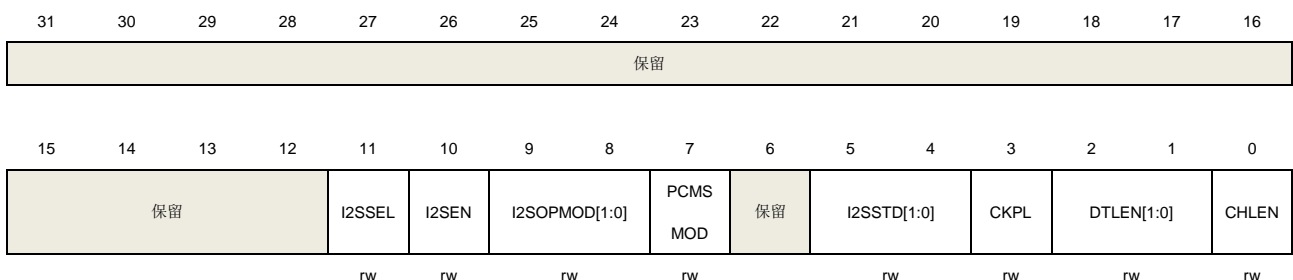 31 30 29 28 27 26 25 24 23 22 21 20 19 18 17 16
保留
15 14 13 12 11 10 9 8 7 6 5 4 3 2 1 0
保留 I2SSEL I2SEN I2SOPMOD[1:0] PCMS MOD 保留 I2SSTD[1:0] CKPL DTLEN[1:0] CHLEN
rw rw rw rw rw rw rw rw